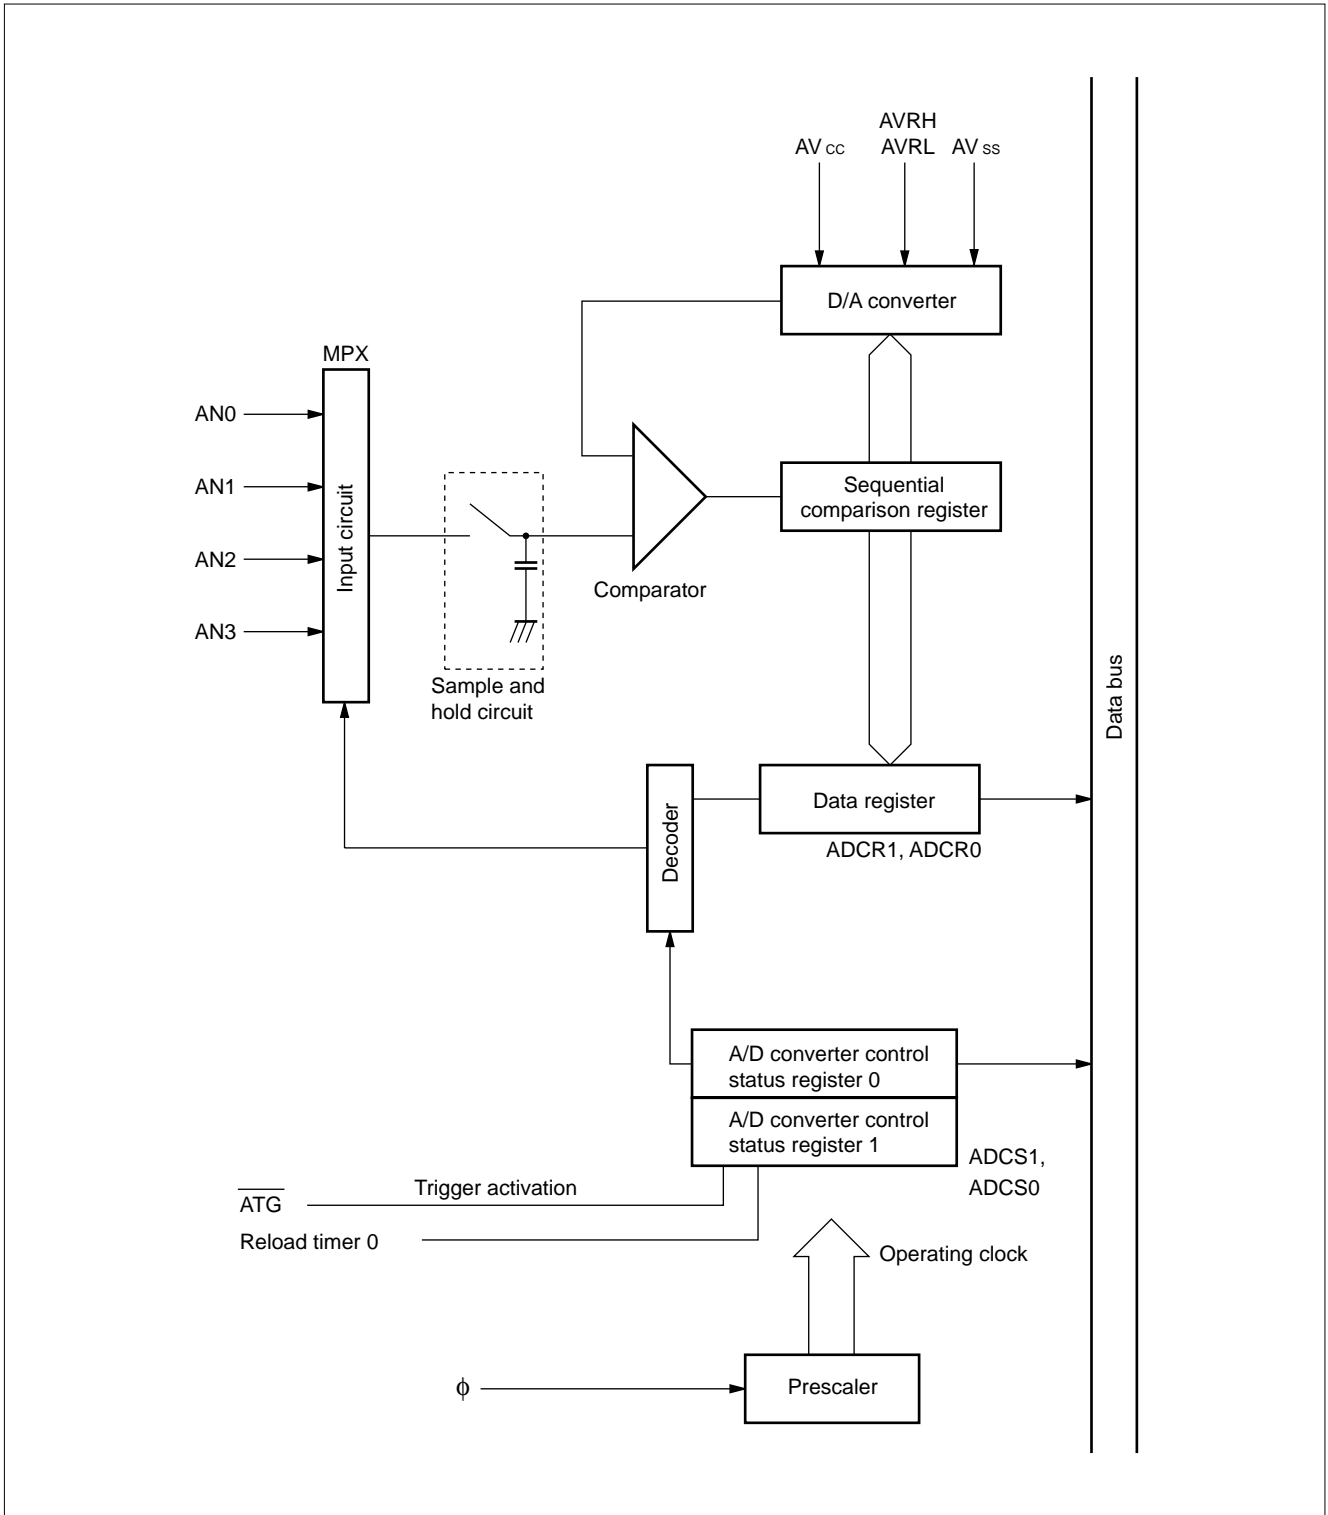 AVRH
AV CC AVRL AV SS
D/A converter
MPX
AN0
AN1
AN2
AN3
Input circuit
Sequential
comparison register
Comparator
Sample and
hold circuit
Data bus
Decoder
Data register
ADCR1, ADCR0
A/D converter control
status register 0
A/D converter control
status register 1
ADCS1,
ADCS0
Trigger activation
ATG
Reload timer 0
Operating clock
ϕ
Prescaler